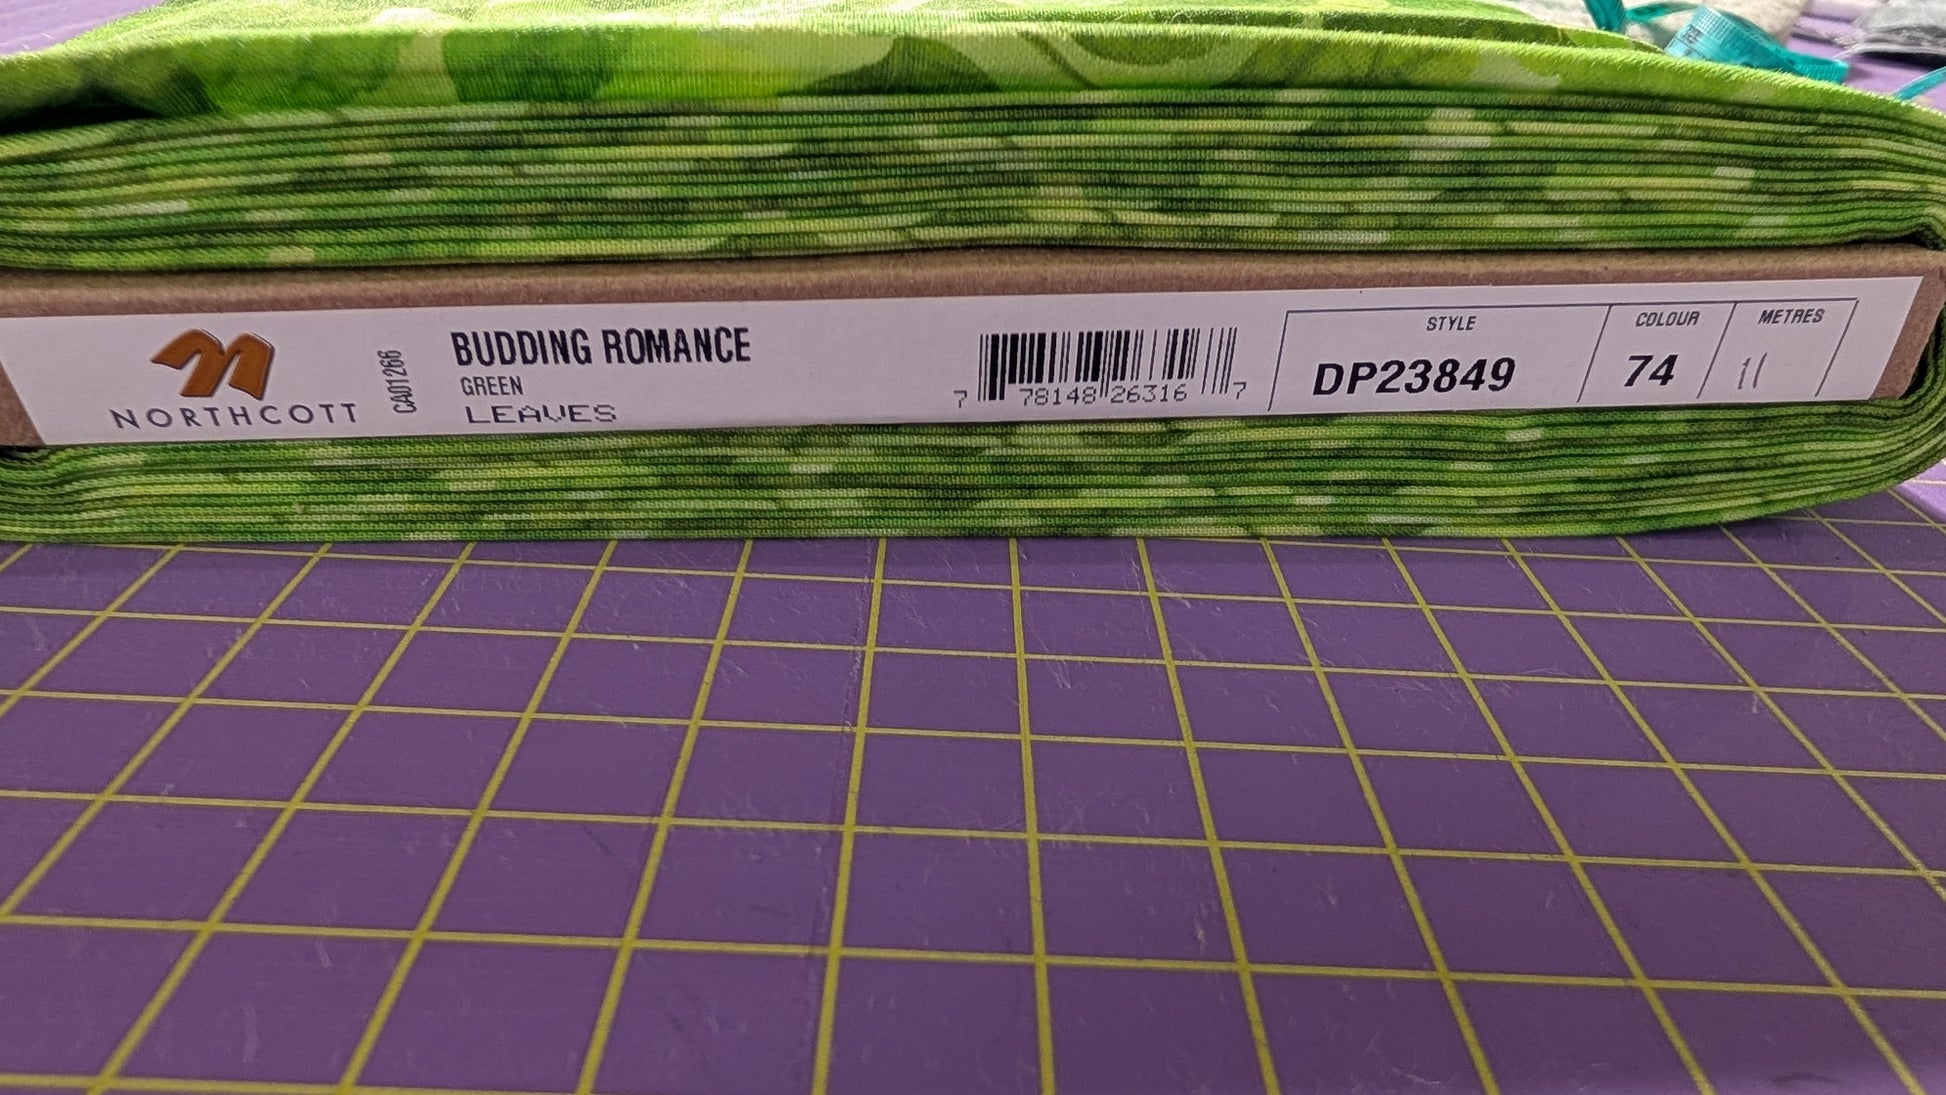 NORTHCOTT
CA01266
BUDDING ROMANCE
GREEN
LEAVES
7 78148 26316 7
STYLE
DP23849
COLOUR
74
METRES
11